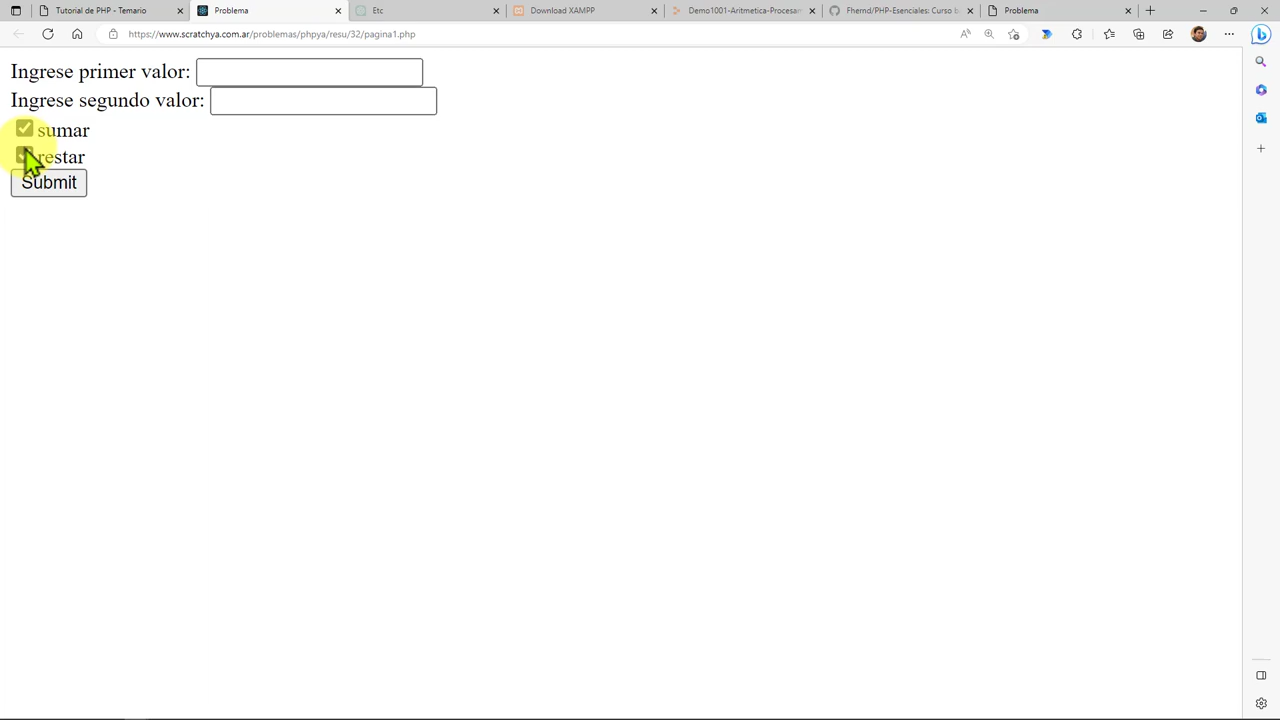 Tutorial de PHP - Temario
Problema
Etc
Download XAMPP
Demo1001-Aritmetica-Procesam
Fhernd/PHP-Esenciales: Curso b
Problema
https://www.scratchya.com.ar/problemas/phpya/resu/32/pagina1.php
Ingrese primer valor:
Ingrese segundo valor:
sumar
restar
Submit